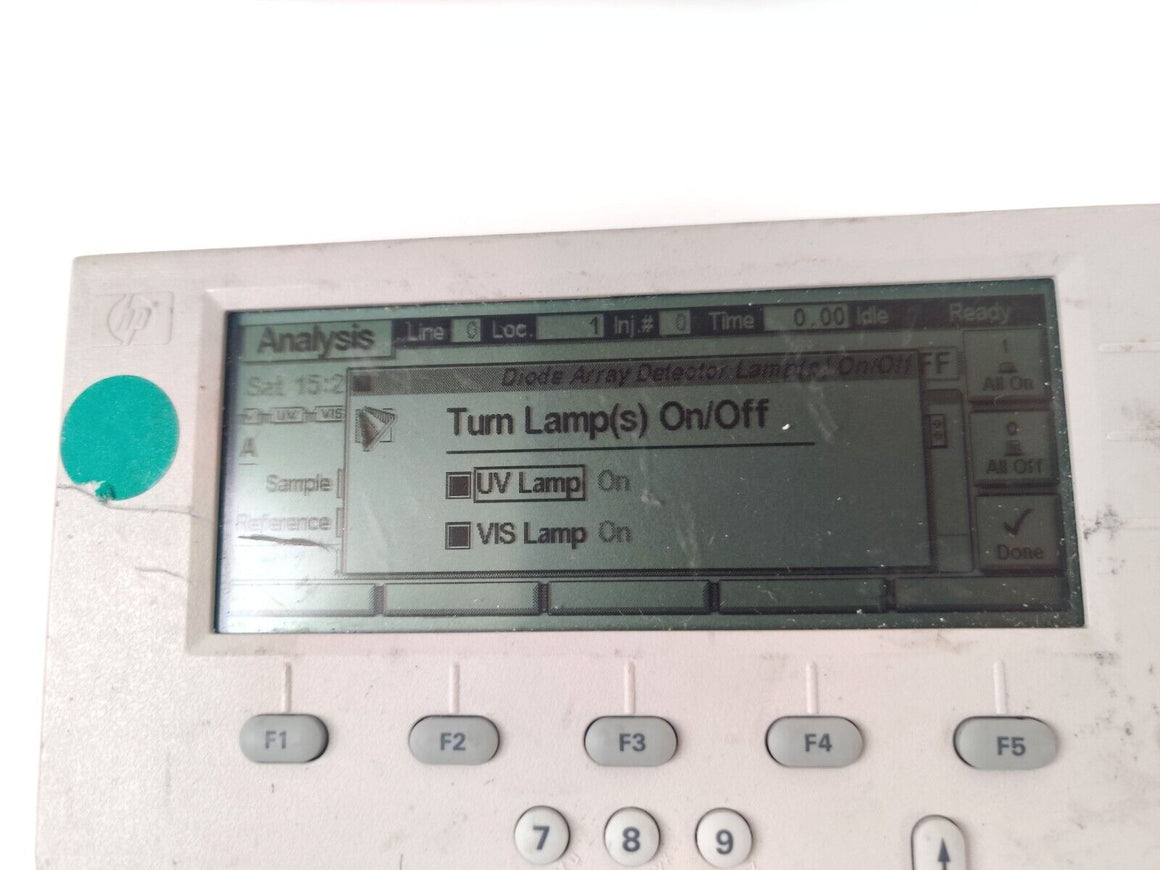 hp
Analysis Line 0 Loc. 1 Inj.# 0 Time 0.00 Idle Ready
Sat 15:2
Diode Array Detector Lamp(s) On/Off
FF
1
All On
UV VIS
Turn Lamp(s) On/Off
A
0
All Off
Sample
UV Lamp On
Reference
VIS Lamp On
Done
F1 F2 F3 F4 F5
7 8 9